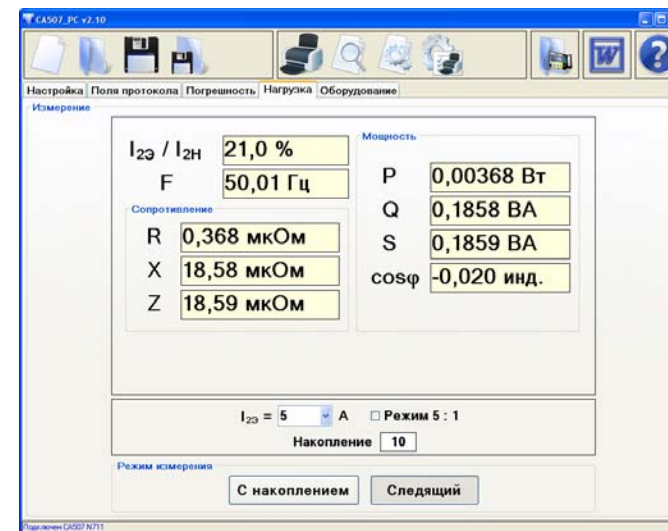 CA507_PC v2.10
W
?
Настройка Поля протокола Погрешность Нагрузка Оборудование
Измерение
I2Э / I2Н 21,0 %
F 50,01 Гц
Сопротивление
R 0,368 мкОм
X 18,58 мкОм
Z 18,59 мкОм
Мощность
P 0,00368 Вт
Q 0,1858 ВА
S 0,1859 ВА
cosφ -0,020 инд.
I2Э = 5 А Режим 5 : 1
Накопление 10
Режим измерения
С накоплением Следящий
Подключен CA507 N711